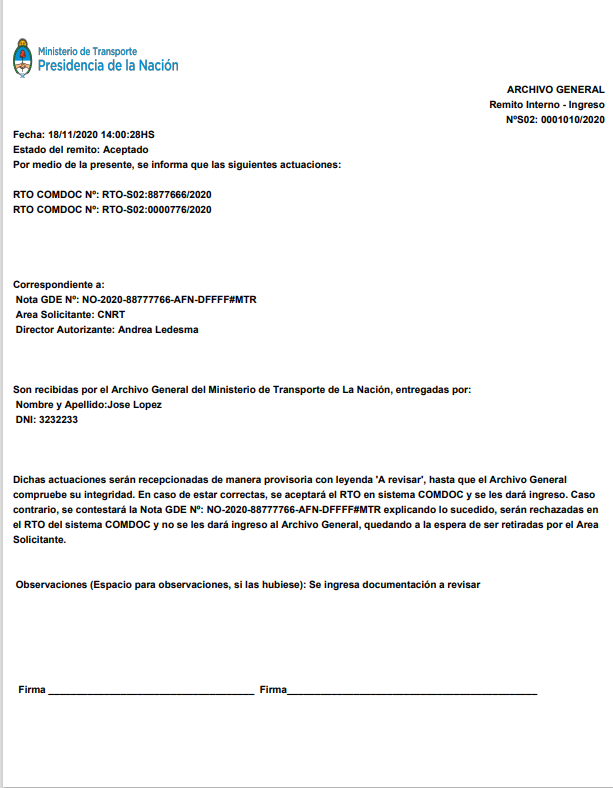 Ministerio de Transporte
Presidencia de la Nación
ARCHIVO GENERAL
Remito Interno - Ingreso
NºS02: 0001010/2020
Fecha: 18/11/2020 14:00:28HS
Estado del remito: Aceptado
Por medio de la presente, se informa que las siguientes actuaciones:
RTO COMDOC Nº: RTO-S02:8877666/2020
RTO COMDOC Nº: RTO-S02:0000776/2020
Correspondiente a:
Nota GDE Nº: NO-2020-88777766-AFN-DFFFF#MTR
Area Solicitante: CNRT
Director Autorizante: Andrea Ledesma
Son recibidas por el Archivo General del Ministerio de Transporte de La Nación, entregadas por:
Nombre y Apellido:Jose Lopez
DNI: 3232233
Dichas actuaciones serán recepcionadas de manera provisoria con leyenda 'A revisar', hasta que el Archivo General
compruebe su integridad. En caso de estar correctas, se aceptará el RTO en sistema COMDOC y se les dará ingreso. Caso
contrario, se contestará la Nota GDE Nº: NO-2020-88777766-AFN-DFFFF#MTR explicando lo sucedido, serán rechazadas en
el RTO del sistema COMDOC y no se les dará ingreso al Archivo General, quedando a la espera de ser retiradas por el Area
Solicitante.
Observaciones (Espacio para observaciones, si las hubiese): Se ingresa documentación a revisar
Firma ______________________________________ Firma______________________________________________